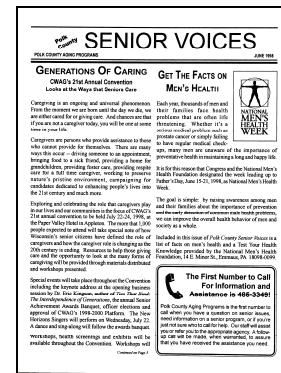 Polk County
SENIOR VOICES
POLK COUNTY AGING PROGRAMS
JUNE 1998
GENERATIONS OF CARING
CWAG's 21st Annual Convention
Looks at the Ways that Seniors Care
Caregiving is an ongoing and universal phenomenon.
From the moment we are born until the day we die, we
are either cared for or giving care. And chances are that
if you are not a caregiver today, you will be one at some
time in your life.
Caregivers are persons who provide assistance to those
who cannot provide for themselves. There are many
ways this occur -- driving someone to an appointment,
bringing food to a sick friend, providing a home for
grandchildren, providing foster care, providing respite
care for a full time caregiver, working to preserve
nature's pristine environment, campaigning for
candidates dedicated to enhancing people's lives into
the 21st century and much more.
Exploring and celebrating the role that caregivers play
in our lives and our communities is the focus of CWAG's
21st annual convention to be held July 22-24, 1998, at
the Paper Valley Hotel in Appleton. The more that 1,000
people expected to attend will take special note of how
Wisconsin's senior citizens have defined the role of
caregivers and how the caregiver role is changing as the
20th century is ending. Resources to help those giving
care and the opportunity to look at the many forms of
caregiving will be provided through materials distributed
and workshops presented.
Special events will take place throughout the Convention
including the keynote address at the opening business
session by Dr. Eric Kingson, author of Ties That Bind:
The Interdependence of Generations, the annual Senior
Achievement Awards Banquet, officer elections and
approval of CWAG's 1998-2000 Platform. The New
Horizons Singers will perform on Wednesday, July 22.
A dance and sing-along will follow the awards banquet.
Workshops, health screenings and exhibits will be
available throughout the Convention. Workshops will
Continued on Page 3
GET THE FACTS ON
MEN'S HEALTH
Each year, thousands of men and
their families face health
problems that are often life
threatening. Whether it's a
serious medical problem such as
prostate cancer or simply failing
to have regular medical check-
ups, many men are unaware of the importance of
preventive health in maintaining a long and happy life.
NATIONAL
MEN'S
HEALTH
WEEK
It is for this reason that Congress and the National Men's
Health Foundation designated the week leading up to
Father's Day, June 15-21, 1998, as National Men's Health
Week.
The goal is simple: by raising awareness among men
and their families about the importance of prevention
and the early detection of common male health problems,
we can improve the overall health behavior of men and
society as a whole.
Included in this issue of Polk County Senior Voices is a
list of facts on men's health and a Test Your Health
Knowledge provided by the National Men's Health
Foundation, 14 E. Minor St., Emmaus, PA 18098-0099.
The First Number to Call
For Information and
Assistance is 485-3349!
Polk County Aging Programs is the first number to
call when you have a question on senior issues,
need information on a senior program, or if you're
just not sure who to call for help. Our staff will assist
you or refer you to the appropriate agency. A follow-
up call will be made, when warranted, to assure
that you have received the assistance you need.